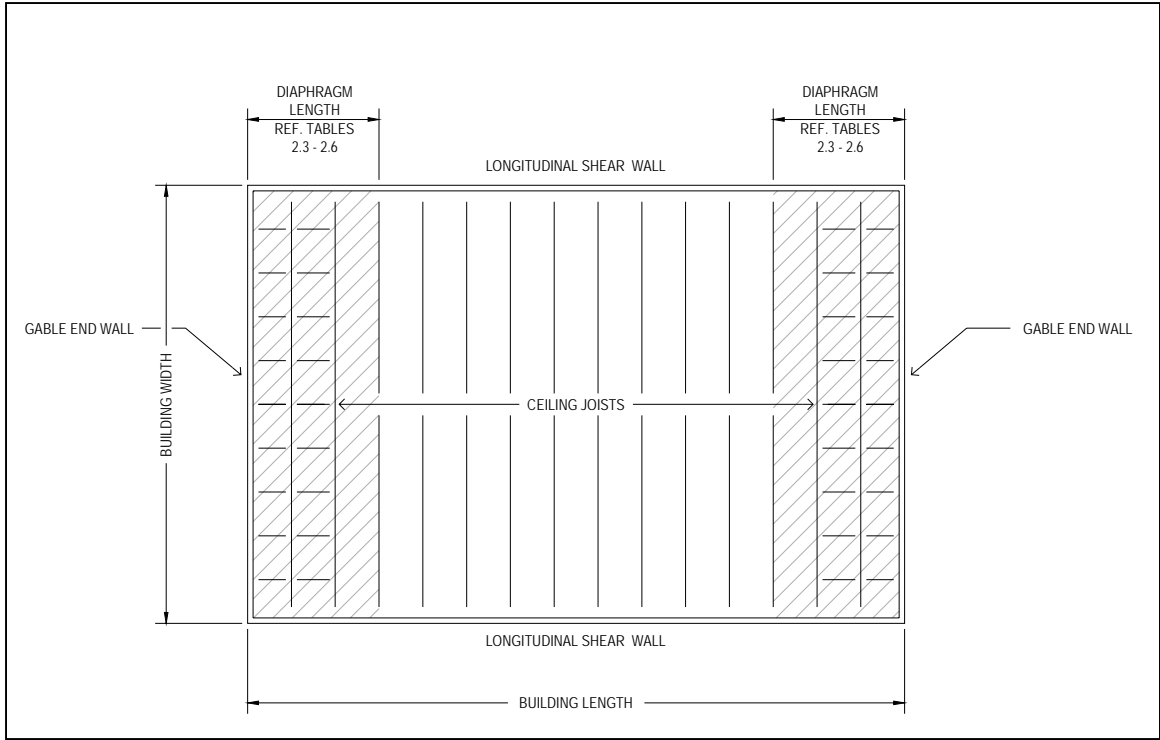 DIAPHRAGM
LENGTH
REF. TABLES
2.3 - 2.6
DIAPHRAGM
LENGTH
REF. TABLES
2.3 - 2.6
LONGITUDINAL SHEAR WALL
GABLE END WALL
GABLE END WALL
BUILDING WIDTH
CEILING JOISTS
LONGITUDINAL SHEAR WALL
BUILDING LENGTH